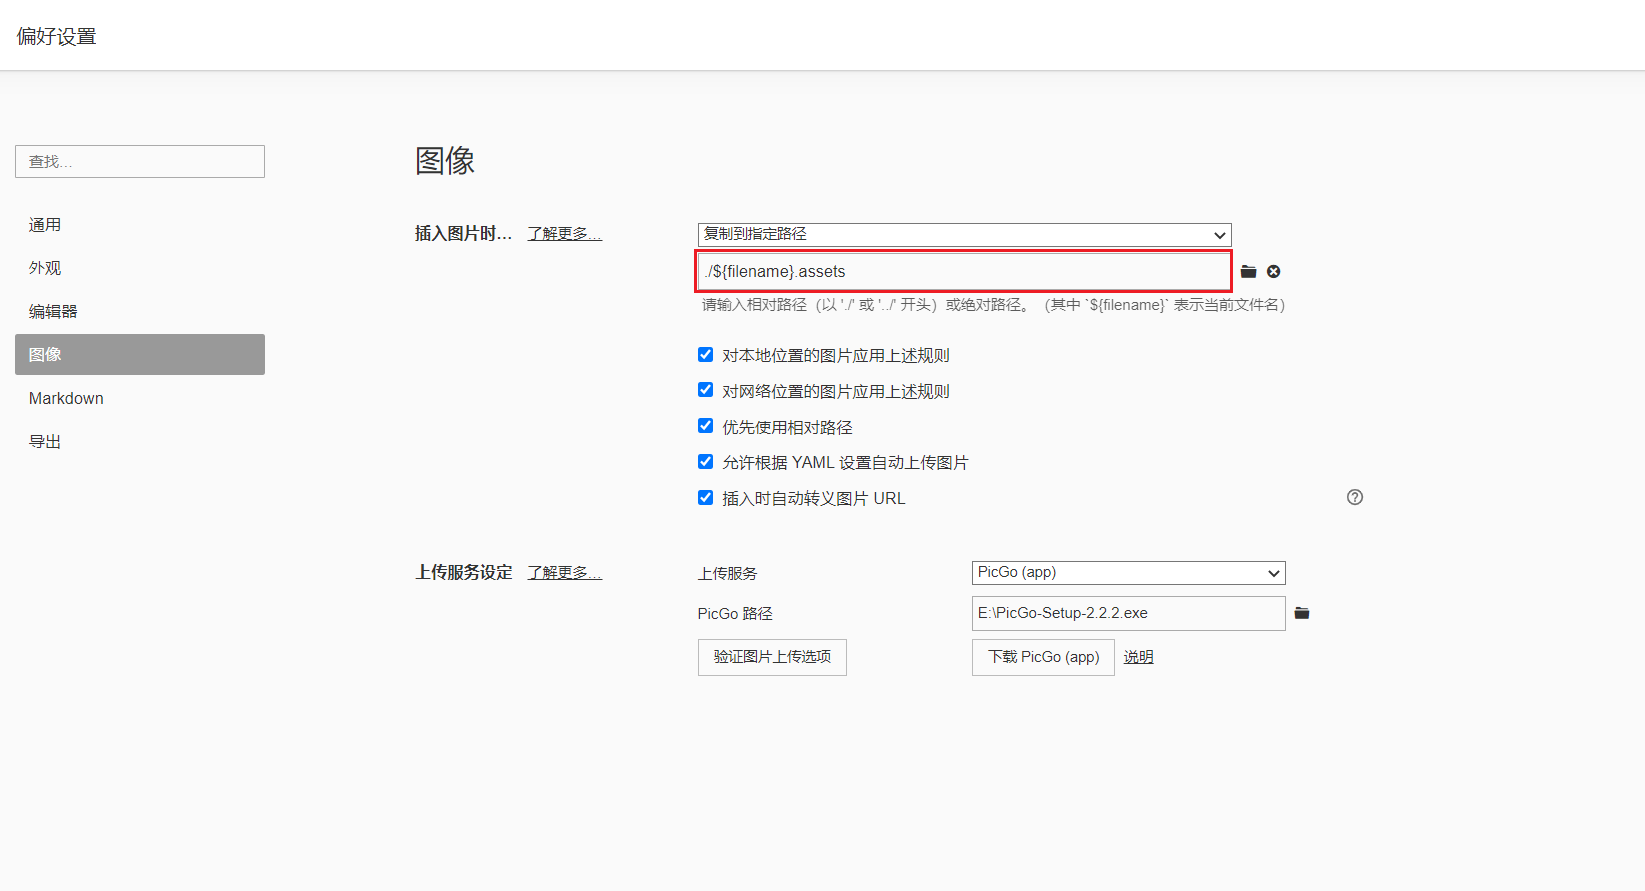 偏好设置
查找...
通用
外观
编辑器
图像
Markdown
导出
图像
插入图片时... 了解更多...
复制到指定路径
./${filename}.assets
请输入相对路径（以 './' 或 '../' 开头）或绝对路径。（其中 `${filename}` 表示当前文件名）
对本地位置的图片应用上述规则
对网络位置的图片应用上述规则
优先使用相对路径
允许根据 YAML 设置自动上传图片
插入时自动转义图片 URL
上传服务设定 了解更多...
上传服务 PicGo (app)
PicGo 路径 E:\PicGo-Setup-2.2.2.exe
验证图片上传选项 下载 PicGo (app) 说明